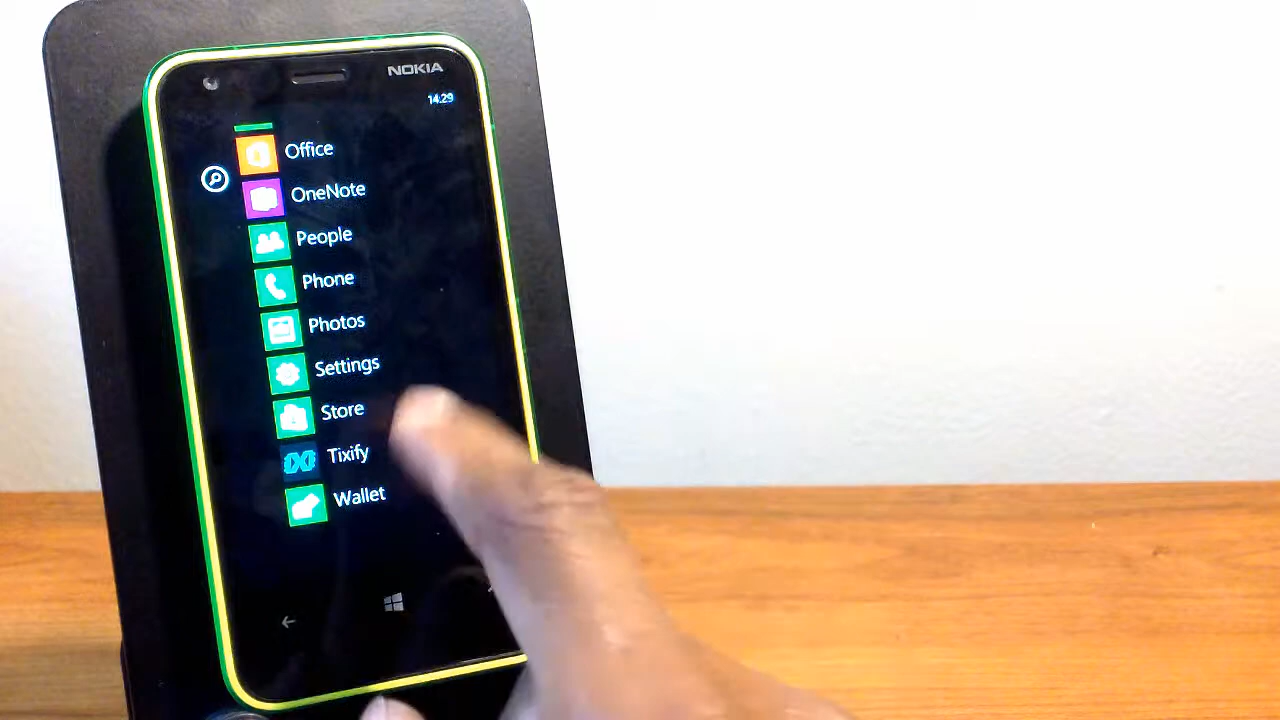 NOKIA
14:29
Office
OneNote
People
Phone
Photos
Settings
Store
Tixify
Wallet